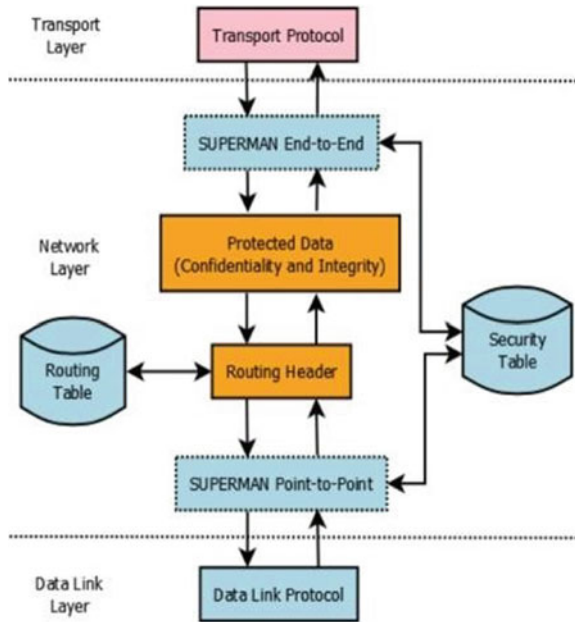 Transport
Layer
Transport Protocol
SUPERMAN End-to-End
Network
Layer
Protected Data
(Confidentiality and Integrity)
Routing
Table
Routing Header
Security
Table
SUPERMAN Point-to-Point
Data Link
Layer
Data Link Protocol